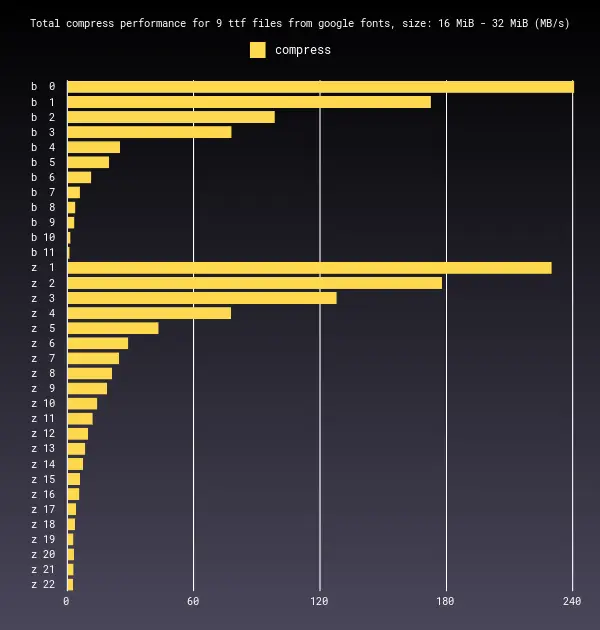 Total compress performance for 9 ttf files from google fonts, size: 16 MiB - 32 MiB (MB/s)
compress
b 0
b 1
b 2
b 3
b 4
b 5
b 6
b 7
b 8
b 9
b 10
b 11
z 1
z 2
z 3
z 4
z 5
z 6
z 7
z 8
z 9
z 10
z 11
z 12
z 13
z 14
z 15
z 16
z 17
z 18
z 19
z 20
z 21
z 22
0 60 120 180 240